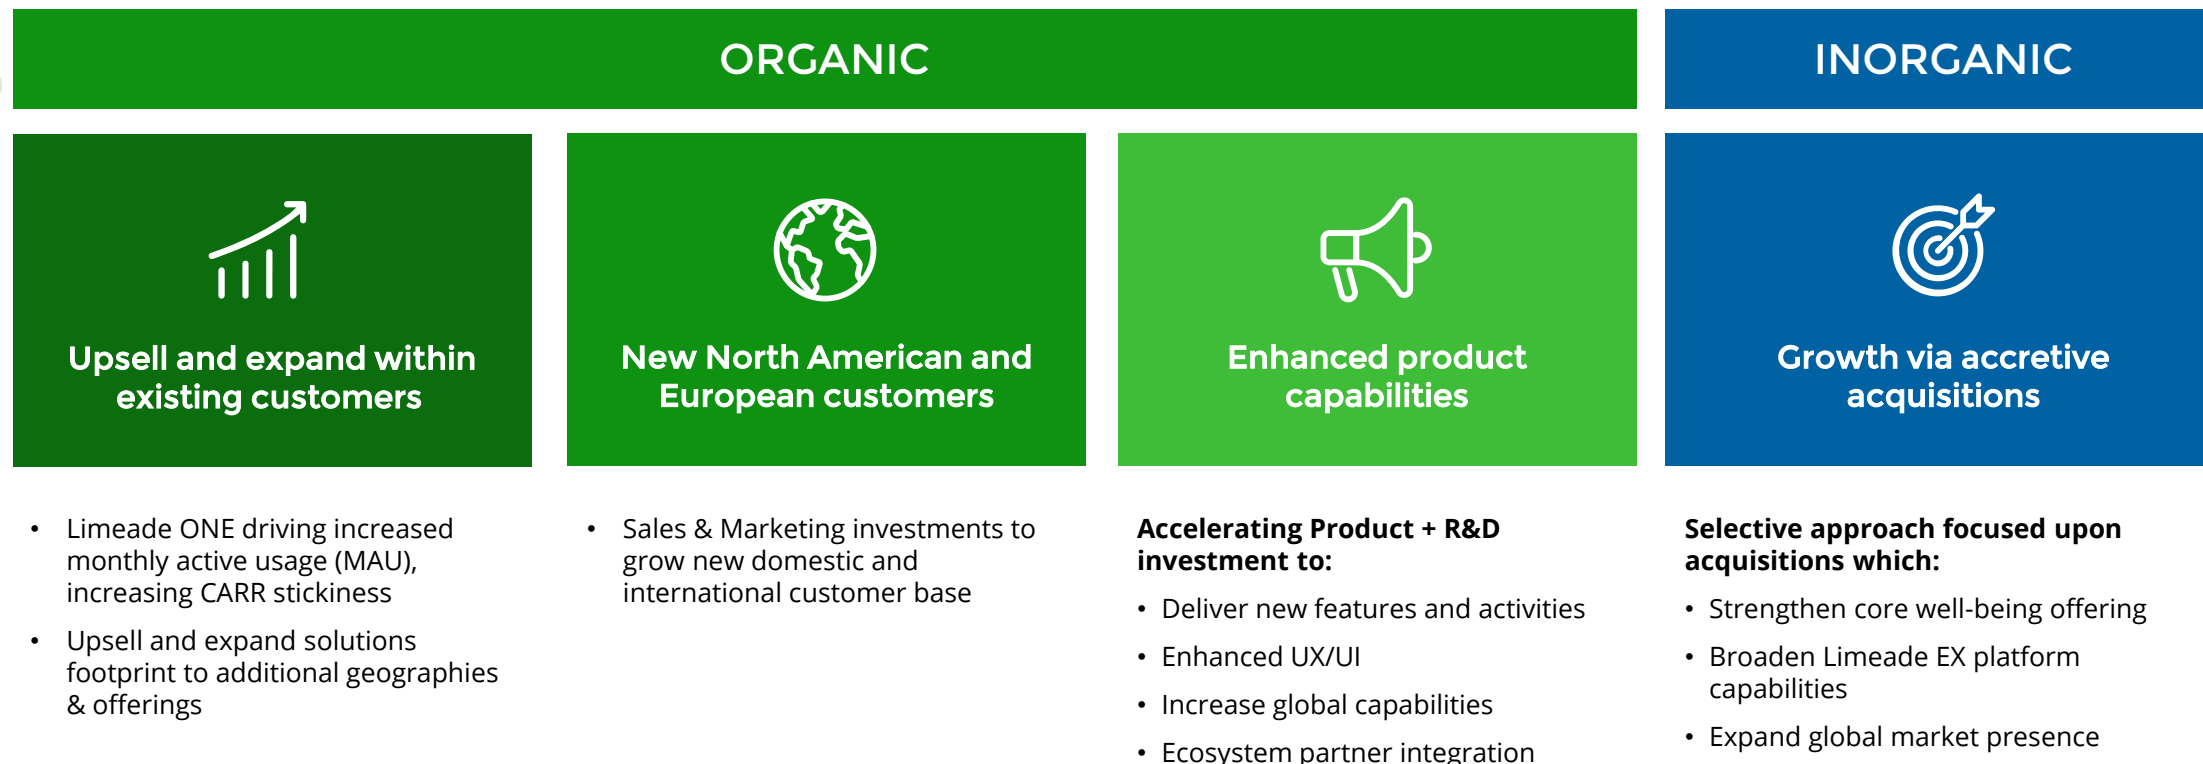 ORGANIC
INORGANIC
Upsell and expand within
existing customers
New North American and
European customers
Enhanced product
capabilities
Growth via accretive
acquisitions
• Limeade ONE driving increased
monthly active usage (MAU),
increasing CARR stickiness
• Upsell and expand solutions
footprint to additional geographies
& offerings
• Sales & Marketing investments to
grow new domestic and
international customer base
Accelerating Product + R&D
investment to:
• Deliver new features and activities
• Enhanced UX/UI
• Increase global capabilities
• Ecosystem partner integration
Selective approach focused upon
acquisitions which:
• Strengthen core well-being offering
• Broaden Limeade EX platform
capabilities
• Expand global market presence